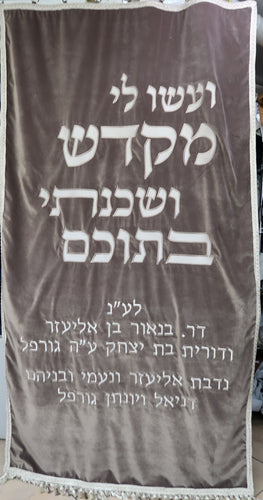 ועשו לי
מקדש
ושכנתי
בתוכם
לע"נ
דר. בנאור בן אליעזר
ודורית בת יצחק ע"ה גורפל
נדבת אליעזר ונעמי ובניהם
דניאל ויונתן גורפל